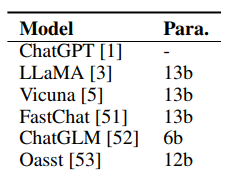 Model Para.
ChatGPT [1] -
LLaMA [3] 13b
Vicuna [5] 13b
FastChat [51] 13b
ChatGLM [52] 6b
Oasst [53] 12b